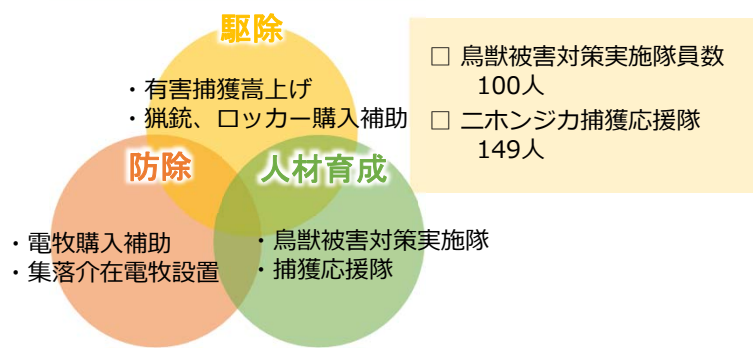 駆除
・有害捕獲嵩上げ
・猟銃、ロッカー購入補助
防除
・電牧購入補助
・集落介在電牧設置
人材育成
・鳥獣被害対策実施隊
・捕獲応援隊
□ 鳥獣被害対策実施隊員数
100人
□ ニホンジカ捕獲応援隊
149人